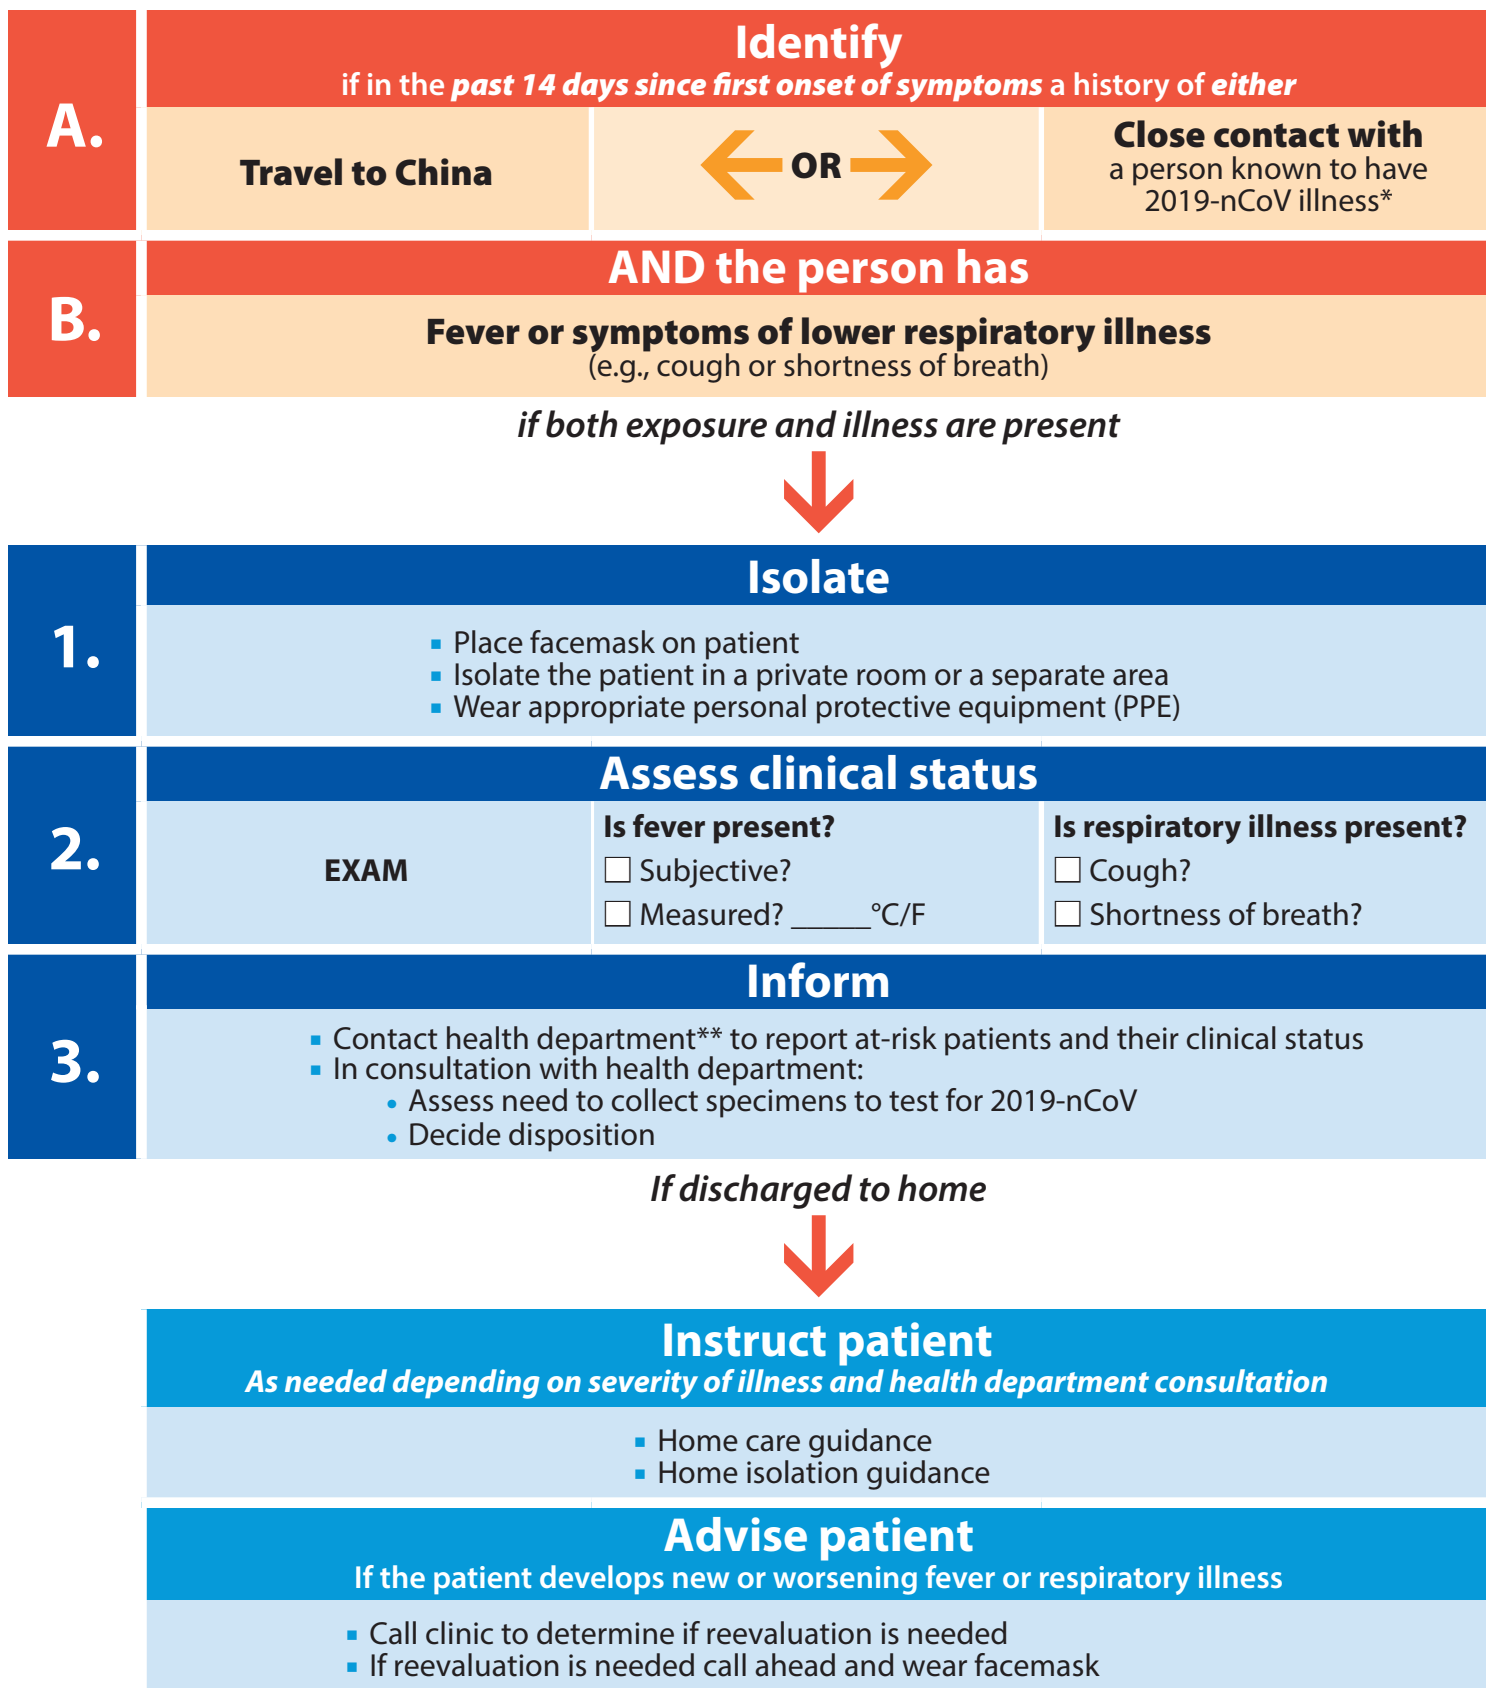 A.
Identify
if in the past 14 days since first onset of symptoms a history of either
Travel to China
OR
Close contact with
a person known to have
2019-nCoV illness*
B.
AND the person has
Fever or symptoms of lower respiratory illness
(e.g., cough or shortness of breath)
if both exposure and illness are present
1.
Isolate
▪ Place facemask on patient
▪ Isolate the patient in a private room or a separate area
▪ Wear appropriate personal protective equipment (PPE)
2.
Assess clinical status
EXAM
Is fever present?
☐ Subjective?
☐ Measured? _____°C/F
Is respiratory illness present?
☐ Cough?
☐ Shortness of breath?
3.
Inform
▪ Contact health department** to report at-risk patients and their clinical status
▪ In consultation with health department:
• Assess need to collect specimens to test for 2019-nCoV
• Decide disposition
If discharged to home
Instruct patient
As needed depending on severity of illness and health department consultation
▪ Home care guidance
▪ Home isolation guidance
Advise patient
If the patient develops new or worsening fever or respiratory illness
▪ Call clinic to determine if reevaluation is needed
▪ If reevaluation is needed call ahead and wear facemask